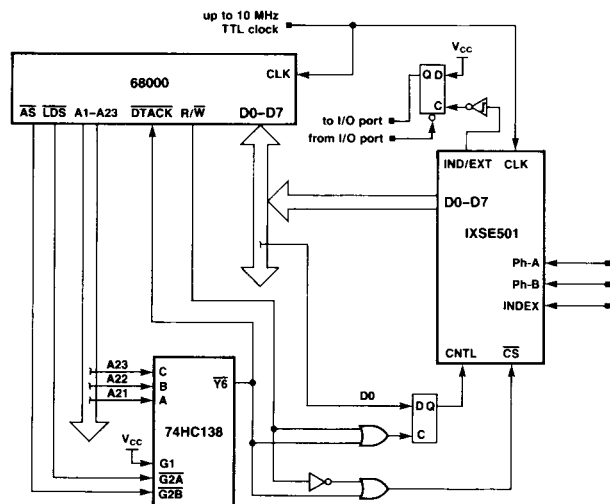 up to 10 MHz
TTL clock
68000
CLK
AS LDS A1–A23 DTACK R/W D0–D7
VCC
Q D
C
to I/O port
from I/O port
IND/EXT CLK
D0–D7
IXSE501
Ph-A
Ph-B
INDEX
CNTL CS
A23
A22
A21
C
B
A
Y6
74HC138
VCC
G1
G2A
G2B
D0
D Q
C